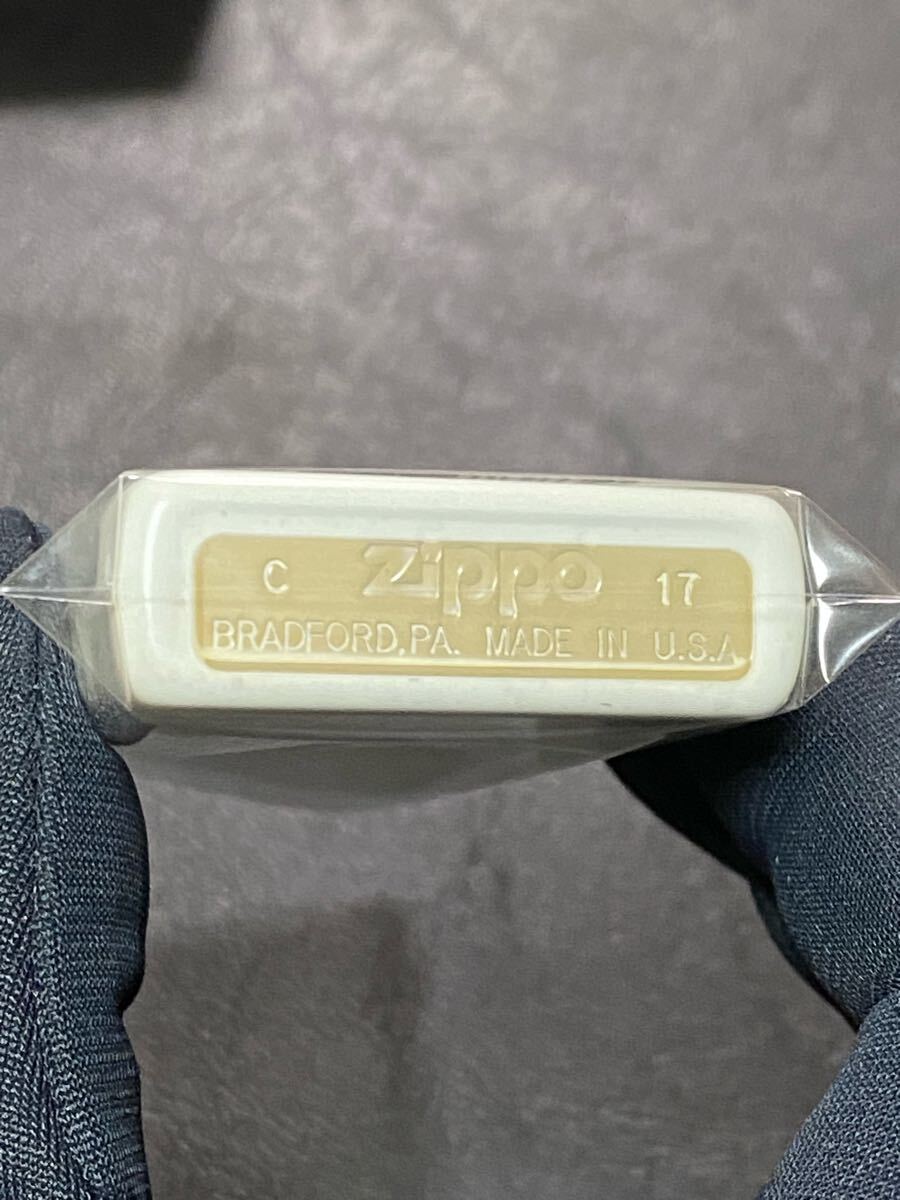 C Zippo 17
BRADFORD,PA. MADE IN U.S.A.